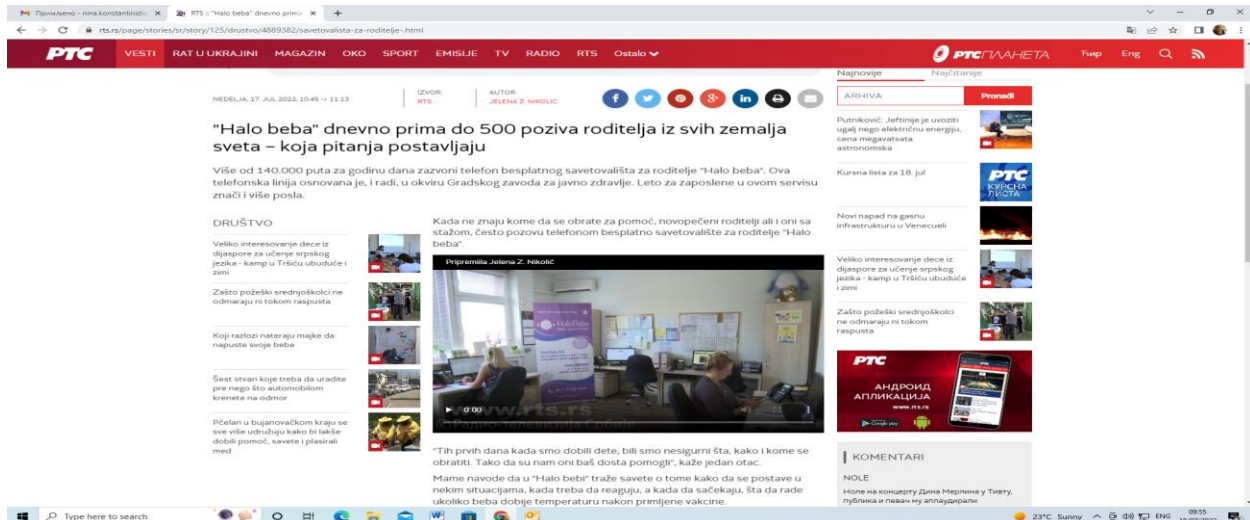 RTS :: "Halo beba" dnevno prima
rts.rs/page/stories/sr/story/125/drustvo/4889382/savetovalista-za-roditelje-.html
РТС
VESTI
RAT U UKRAJINI
MAGAZIN
OKO
SPORT
EMISIJE
TV
RADIO
RTS
Ostalo
РТСПЛАНЕТА
Ћир
Eng
NEDELJA, 17. JUL 2022, 10:45 -> 11:13
IZVOR:
RTS
AUTOR:
JELENA Z. NIKOLIĆ
"Halo beba" dnevno prima do 500 poziva roditelja iz svih zemalja
sveta – koja pitanja postavljaju
Više od 140.000 puta za godinu dana zazvoni telefon besplatnog savetovališta za roditelje "Halo beba". Ova
telefonska linija osnovana je, i radi, u okviru Gradskog zavoda za javno zdravlje. Leto za zaposlene u ovom servisu
znači i više posla.
DRUŠTVO
Veliko interesovanje dece iz
dijaspore za učenje srpskog
jezika - kamp u Tršiću ubuduće i
zimi
Zašto požeški srednjoškolci ne
odmaraju ni tokom raspusta
Koji razlozi nateraju majke da
napuste svoje bebe
Šest stvari koje treba da uradite
pre nego što automobilom
krenete na odmor
Pčelari u bujanovačkom kraju se
sve više udružuju kako bi lakše
dobili pomoć, savete i plasirali
med
Kada ne znaju kome da se obrate za pomoć, novopečeni roditelji ali i oni sa
stažom, često pozovu telefonom besplatno savetovalište za roditelje "Halo
beba".
Pripremila Jelena Z. Nikolić
HaloBeba
0:00
www.rts.rs
"Tih prvih dana kada smo dobili dete, bili smo nesigurni šta, kako i kome se
obratiti. Tako da su nam oni baš dosta pomogli", kaže jedan otac.
Mame navode da u "Halo bebi" traže savete o tome kako da se postave u
nekim situacijama, kada treba da reaguju, a kada da sačekaju, šta da rade
ukoliko beba dobije temperaturu nakon primljene vakcine.
Najnovije
Najčitanije
ARHIVA
Pronađi
Putniković: Jeftinije je uvoziti
ugalj nego električnu energiju,
cena megavatsata
astronomska
Kursna lista za 18. jul
РТС
КУРСНА
ЛИСТА
Novi napad na gasnu
infrastrukturu u Venecueli
Veliko interesovanje dece iz
dijaspore za učenje srpskog
jezika - kamp u Tršiću ubuduće
i zimi
Zašto požeški srednjoškolci
ne odmaraju ni tokom
raspusta
РТС
АНДРОИД
АПЛИКАЦИЈА
www.rts.rs
Google play
KOMENTARI
NOLE
Ноле на концерту Дина Мерлина у Тивту,
публика и певач му аплаудирали
Type here to search
23°C Sunny
ENG
09:55